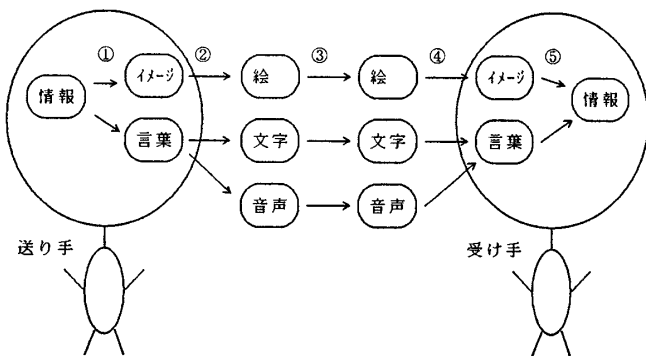 ① ② ③ ④ ⑤
イメージ 絵 絵 イメージ
情報 情報
言葉 文字 文字 言葉
音声 音声
送り手 受け手